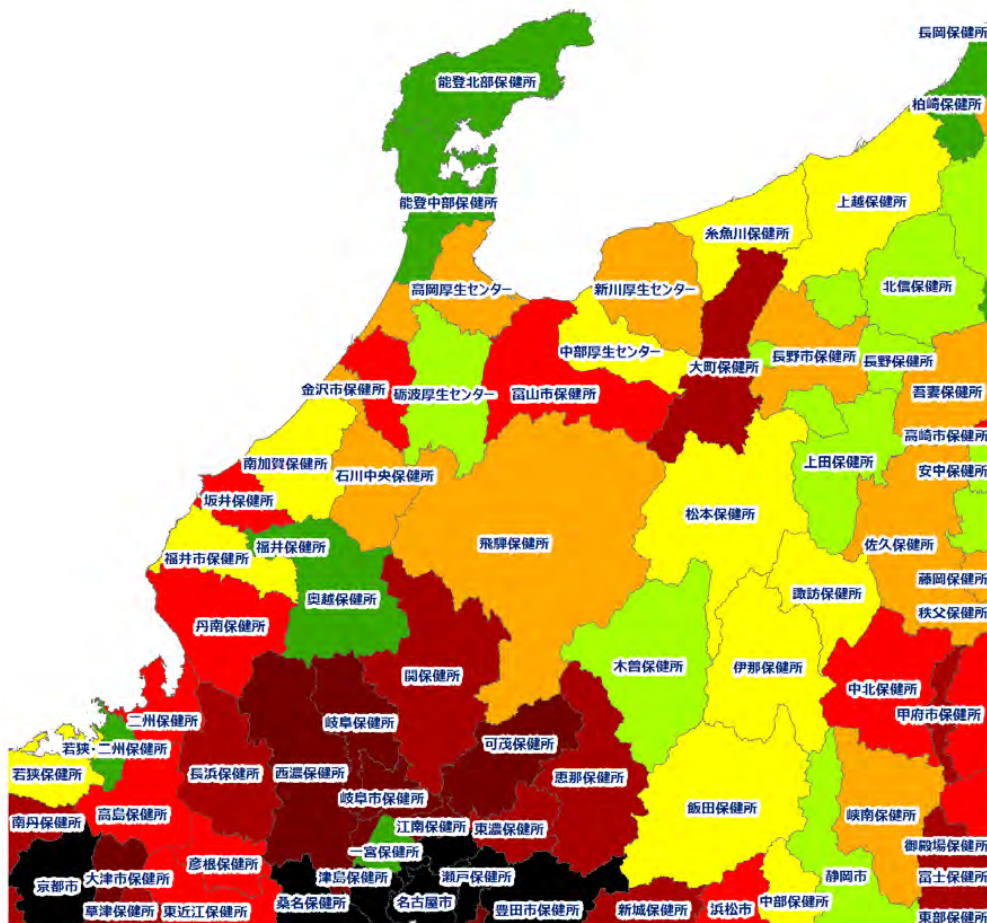 長岡保健所
能登北部保健所
柏崎保健所
能登中部保健所
上越保健所
糸魚川保健所
北信保健所
高岡厚生センター
新川厚生センター
中部厚生センター
長野市保健所
長野保健所
大町保健所
金沢市保健所
砺波厚生センター
富山市保健所
吾妻保健所
高崎市保健所
南加賀保健所
石川中央保健所
上田保健所
安中保健所
坂井保健所
松本保健所
福井保健所
飛騨保健所
佐久保健所
福井市保健所
藤岡保健所
奥越保健所
諏訪保健所
秩父保健所
丹南保健所
木曽保健所
伊那保健所
関保健所
中北保健所
甲府市保健所
二州保健所
岐阜保健所
若狭・二州保健所
可茂保健所
若狭保健所
長浜保健所
西濃保健所
恵那保健所
岐阜市保健所
飯田保健所
高島保健所
峡南保健所
南丹保健所
江南保健所
東濃保健所
御殿場保健所
一宮保健所
彦根保健所
京都市
大津市保健所
津島保健所
瀬戸保健所
静岡市
富士保健所
桑名保健所
名古屋市
草津保健所
東近江保健所
豊田市保健所
新城保健所
浜松市
中部保健所
東部保健所